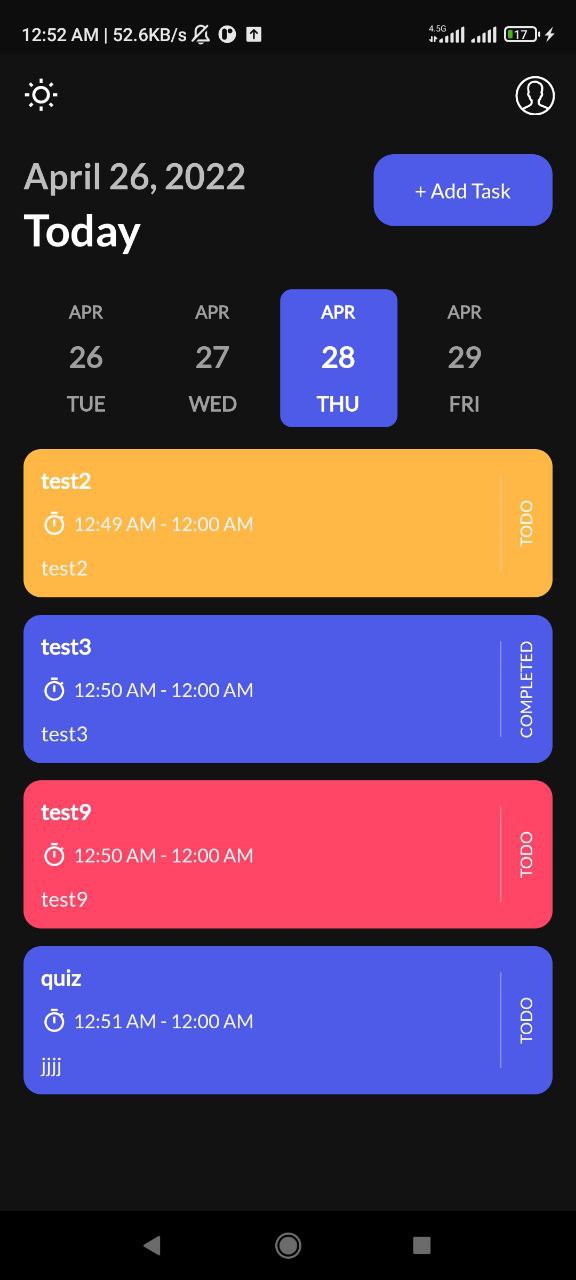 12:52 AM | 52.6KB/s 4.5G 17
April 26, 2022
+ Add Task
Today
APR APR APR APR
26 27 28 29
TUE WED THU FRI
test2
12:49 AM - 12:00 AM
test2
TODO
test3
12:50 AM - 12:00 AM
test3
COMPLETED
test9
12:50 AM - 12:00 AM
test9
TODO
quiz
12:51 AM - 12:00 AM
jjjj
TODO